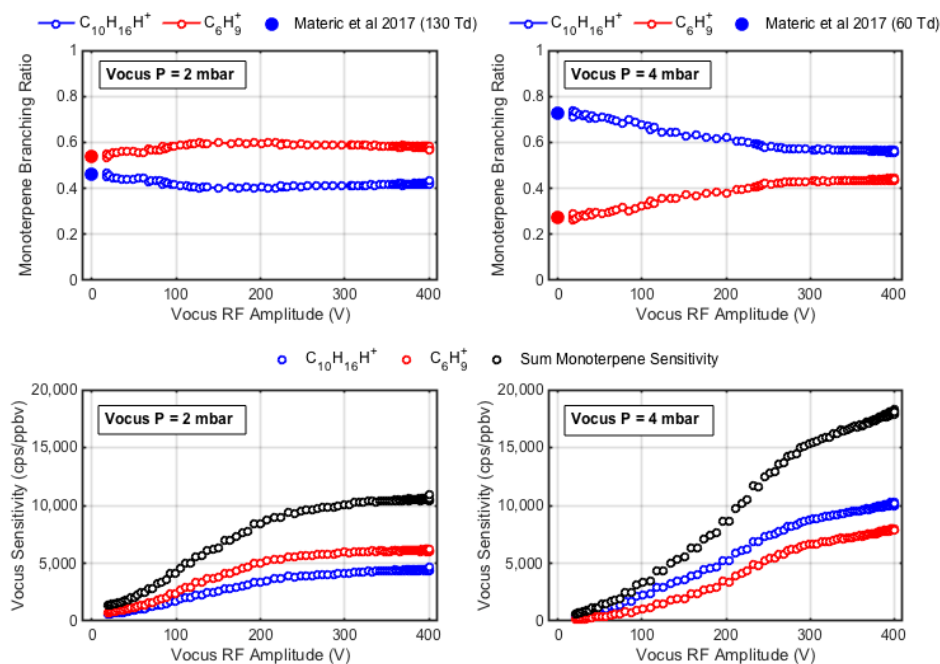 C10H16H+ C6H9+ Materic et al 2017 (130 Td)
C10H16H+ C6H9+ Materic et al 2017 (60 Td)
Monoterpene Branching Ratio
1
0.8
0.6
0.4
0.2
0
Vocus P = 2 mbar
0 100 200 300 400
Vocus RF Amplitude (V)
Monoterpene Branching Ratio
1
0.8
0.6
0.4
0.2
0
Vocus P = 4 mbar
0 100 200 300 400
Vocus RF Amplitude (V)
C10H16H+ C6H9+ Sum Monoterpene Sensitivity
Vocus Sensitivity (cps/ppbv)
20,000
15,000
10,000
5,000
0
Vocus P = 2 mbar
0 100 200 300 400
Vocus RF Amplitude (V)
Vocus Sensitivity (cps/ppbv)
20,000
15,000
10,000
5,000
0
Vocus P = 4 mbar
0 100 200 300 400
Vocus RF Amplitude (V)